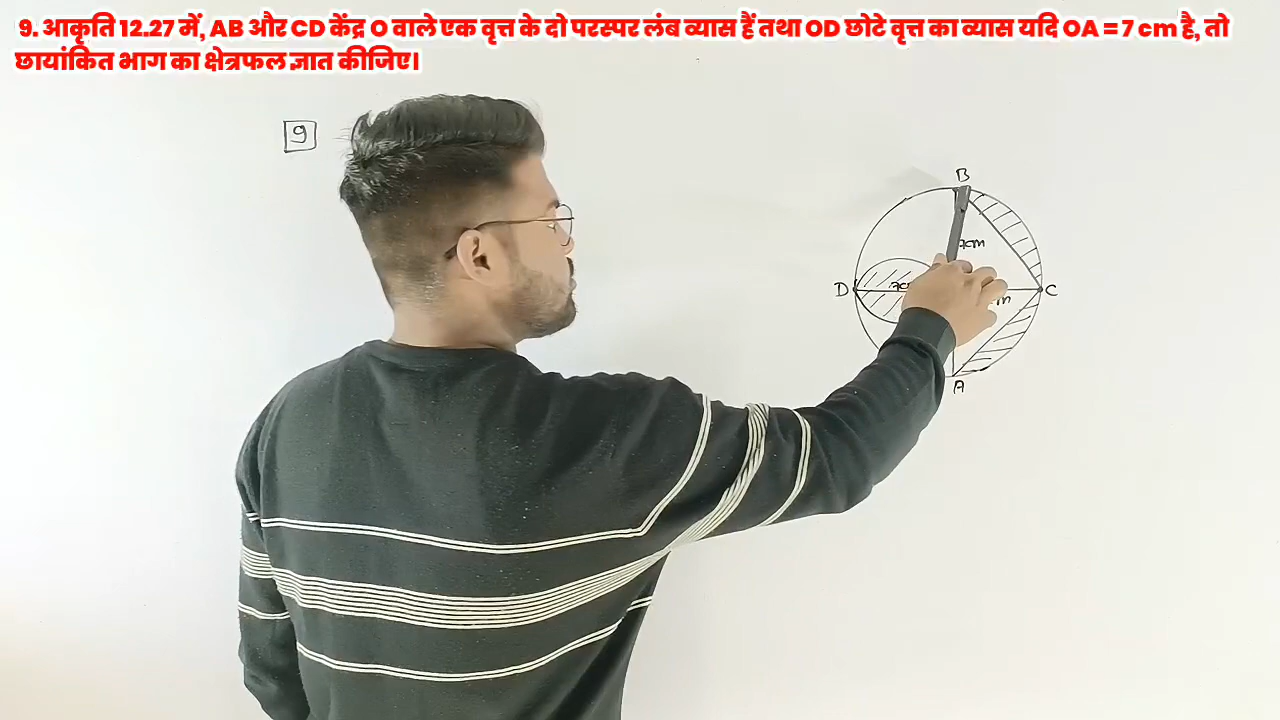 9. आकृति 12.27 में, AB और CD केंद्र O वाले एक वृत्त के दो परस्पर लंब व्यास हैं तथा OD छोटे वृत्त का व्यास यदि OA = 7 cm है, तो
छायांकित भाग का क्षेत्रफल ज्ञात कीजिए।
9
B
7cm
D
C
A